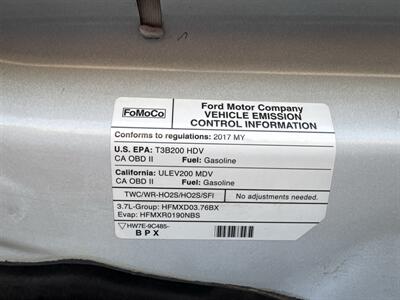 FoMoCo
Ford Motor Company
VEHICLE EMISSION
CONTROL INFORMATION
Conforms to regulations: 2017 MY
U.S. EPA: T3B200 HDV
CA OBD II Fuel: Gasoline
California: ULEV200 MDV
CA OBD II Fuel: Gasoline
TWC/WR-HO2S/HO2S/SFI No adjustments needed.
3.7L-Group: HFMXD03.76BX
Evap: HFMXR0190NBS
HW7E-9C485-
BPX